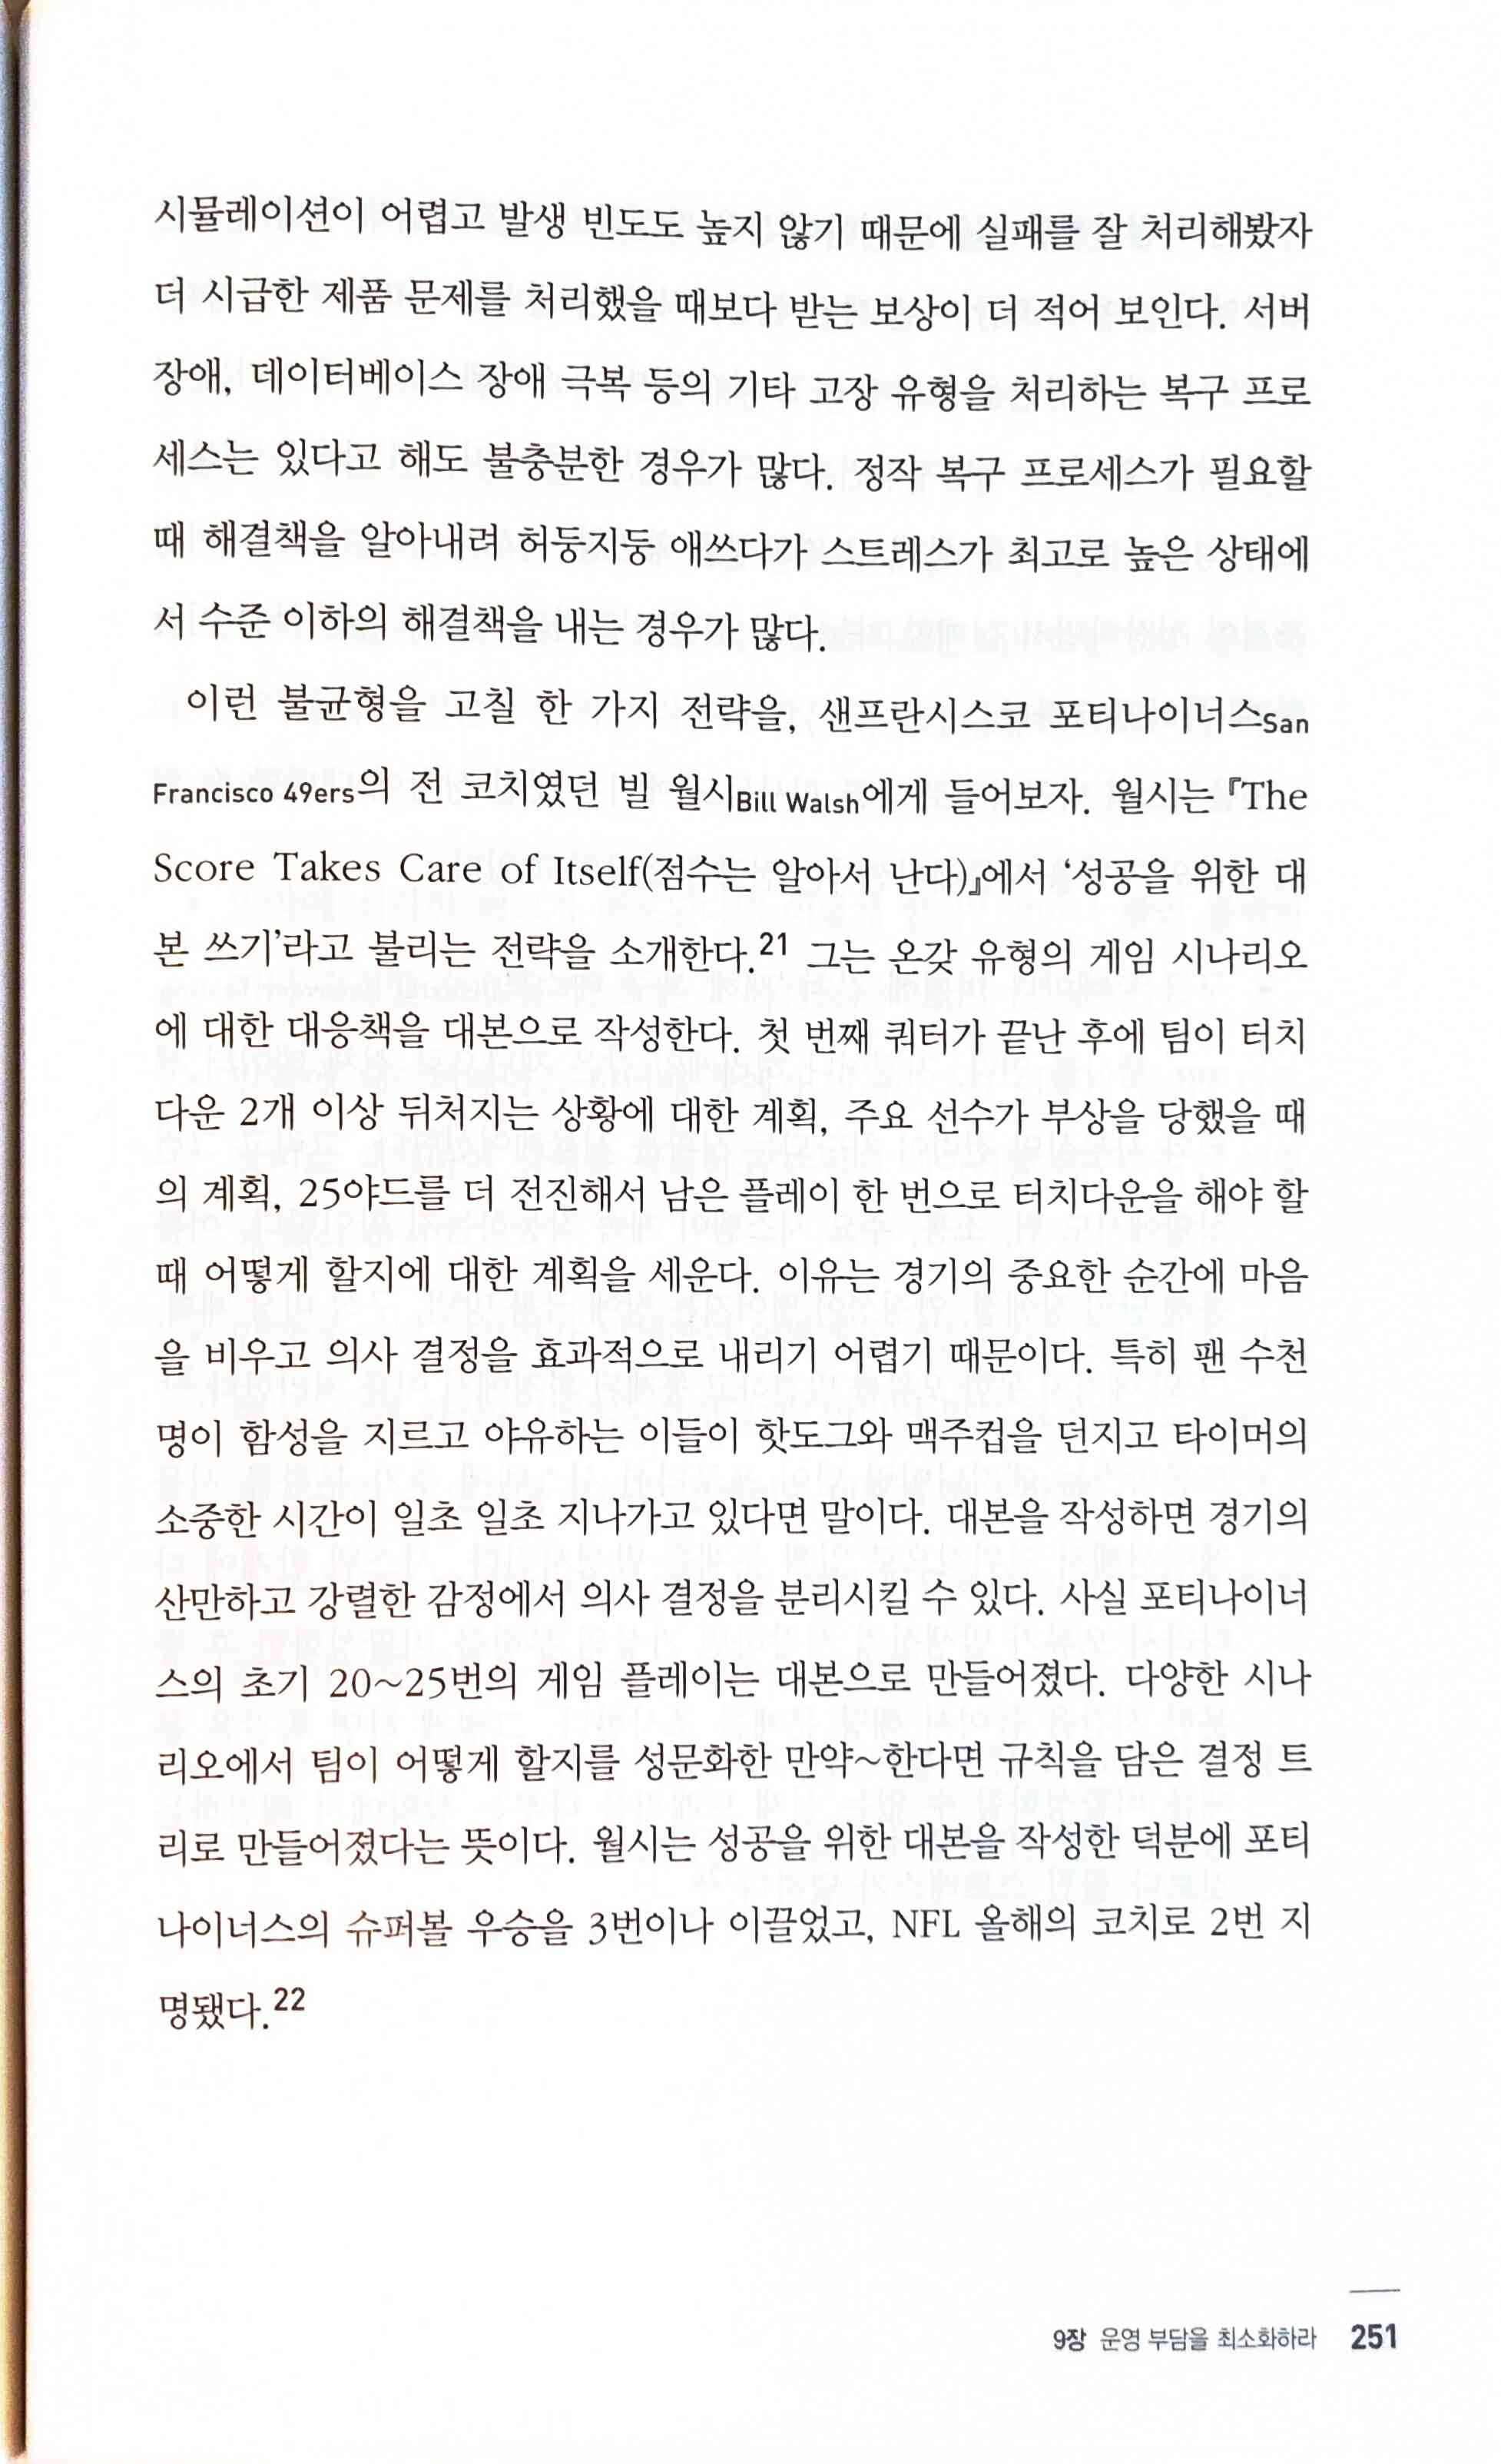 시뮬레이션이 어렵고 발생 빈도도 높지 않기 때문에 실패를 잘 처리해봤자
더 시급한 제품 문제를 처리했을 때보다 받는 보상이 더 적어 보인다. 서버
장애, 데이터베이스 장애 극복 등의 기타 고장 유형을 처리하는 복구 프로
세스는 있다고 해도 불충분한 경우가 많다. 정작 복구 프로세스가 필요할
때 해결책을 알아내려 허둥지둥 애쓰다가 스트레스가 최고로 높은 상태에
서 수준 이하의 해결책을 내는 경우가 많다.
이런 불균형을 고칠 한 가지 전략을, 샌프란시스코 포티나이너스San
Francisco 49ers의 전 코치였던 빌 월시Bill Walsh에게 들어보자. 월시는 『The
Score Takes Care of Itself(점수는 알아서 난다)』에서 ‘성공을 위한 대
본 쓰기’라고 불리는 전략을 소개한다.21 그는 온갖 유형의 게임 시나리오
에 대한 대응책을 대본으로 작성한다. 첫 번째 쿼터가 끝난 후에 팀이 터치
다운 2개 이상 뒤처지는 상황에 대한 계획, 주요 선수가 부상을 당했을 때
의 계획, 25야드를 더 전진해서 남은 플레이 한 번으로 터치다운을 해야 할
때 어떻게 할지에 대한 계획을 세운다. 이유는 경기의 중요한 순간에 마음
을 비우고 의사 결정을 효과적으로 내리기 어렵기 때문이다. 특히 팬 수천
명이 함성을 지르고 야유하는 이들이 핫도그와 맥주컵을 던지고 타이머의
소중한 시간이 일초 일초 지나가고 있다면 말이다. 대본을 작성하면 경기의
산만하고 강렬한 감정에서 의사 결정을 분리시킬 수 있다. 사실 포티나이너
스의 초기 20~25번의 게임 플레이는 대본으로 만들어졌다. 다양한 시나
리오에서 팀이 어떻게 할지를 성문화한 만약~한다면 규칙을 담은 결정 트
리로 만들어졌다는 뜻이다. 월시는 성공을 위한 대본을 작성한 덕분에 포티
나이너스의 슈퍼볼 우승을 3번이나 이끌었고, NFL 올해의 코치로 2번 지
명됐다.22
9장 운영 부담을 최소화하라 251